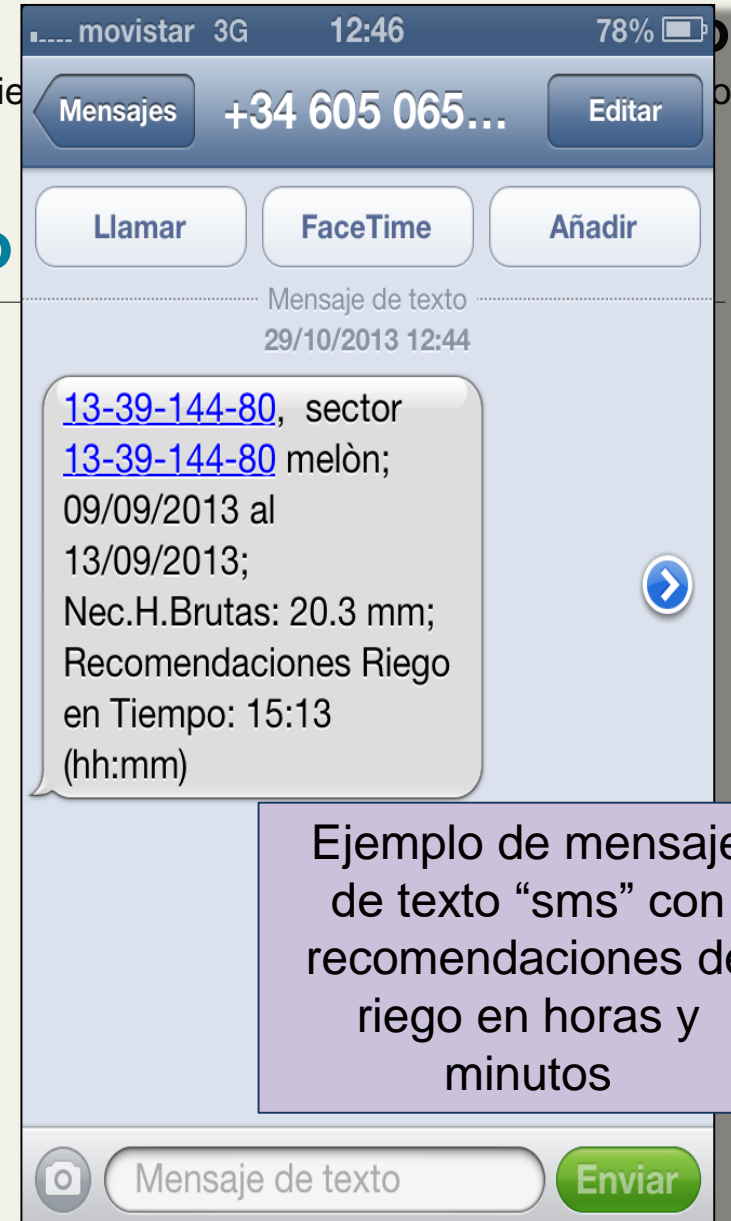 movistar 3G 12:46 78%
Mensajes +34 605 065... Editar
Llamar FaceTime Añadir
Mensaje de texto
29/10/2013 12:44
13-39-144-80, sector
13-39-144-80 melòn;
09/09/2013 al
13/09/2013;
Nec.H.Brutas: 20.3 mm;
Recomendaciones Riego
en Tiempo: 15:13
(hh:mm)
Ejemplo de mensaje
de texto “sms” con
recomendaciones de
riego en horas y
minutos
Mensaje de texto Enviar